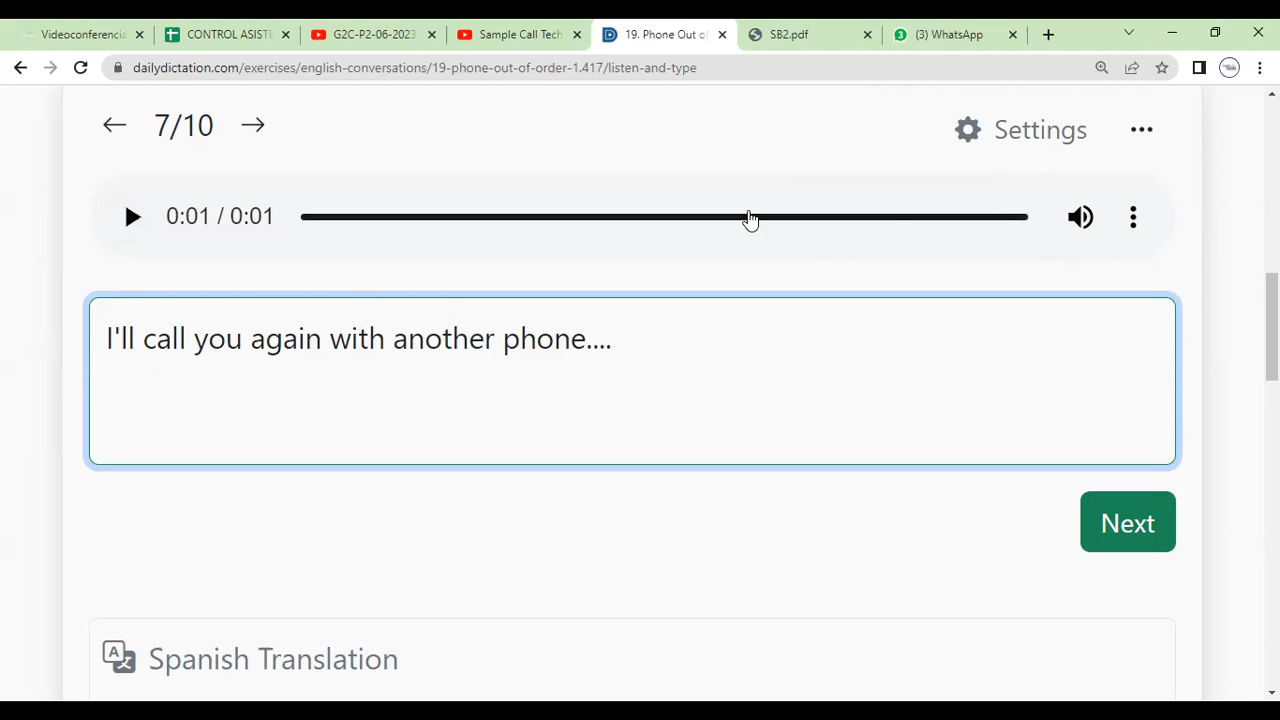 Videoconferencia
CONTROL ASISTE
G2C-P2-06-2023
Sample Call Tech
19. Phone Out o
SB2.pdf
(3) WhatsApp
dailydictation.com/exercises/english-conversations/19-phone-out-of-order-1.417/listen-and-type
7/10
Settings
0:01 / 0:01
I'll call you again with another phone....
Next
Spanish Translation